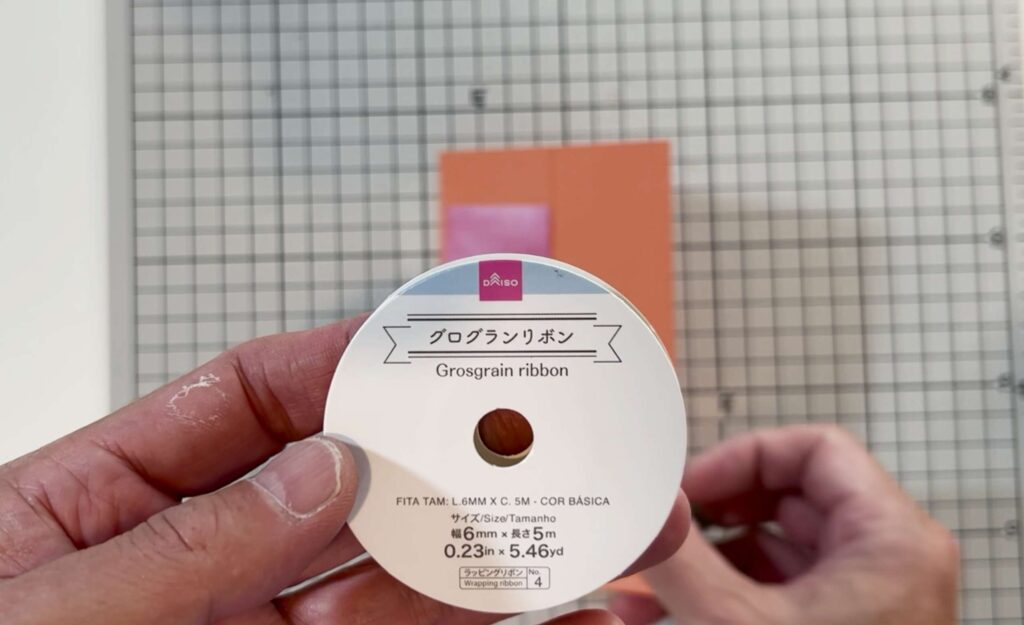 DAISO
グログランリボン
Grosgrain ribbon
FITA TAM: L.6MM X C. 5M - COR BÁSICA
サイズ/Size/Tamanho
幅6mm × 長さ5m
0.23in × 5.46yd
ラッピングリボン No.
Wrapping ribbon 4